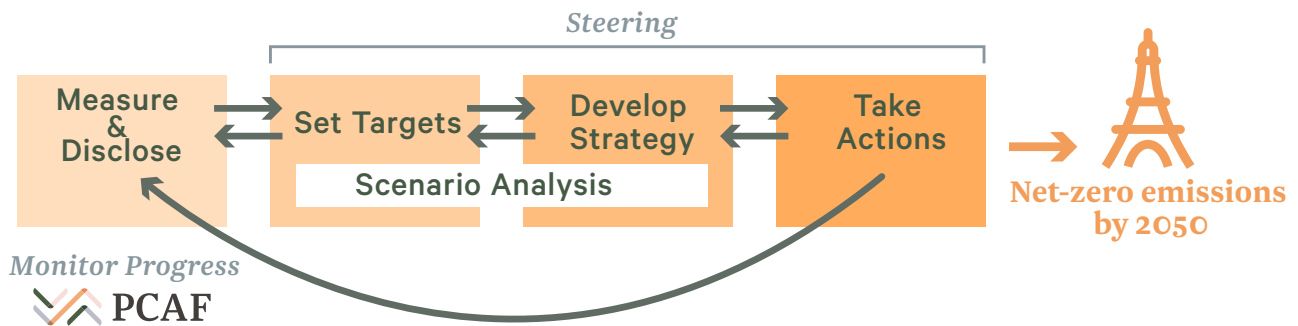 Steering
Measure
&
Disclose
Set Targets
Develop
Strategy
Take
Actions
Scenario Analysis
Net-zero emissions
by 2050
Monitor Progress
PCAF